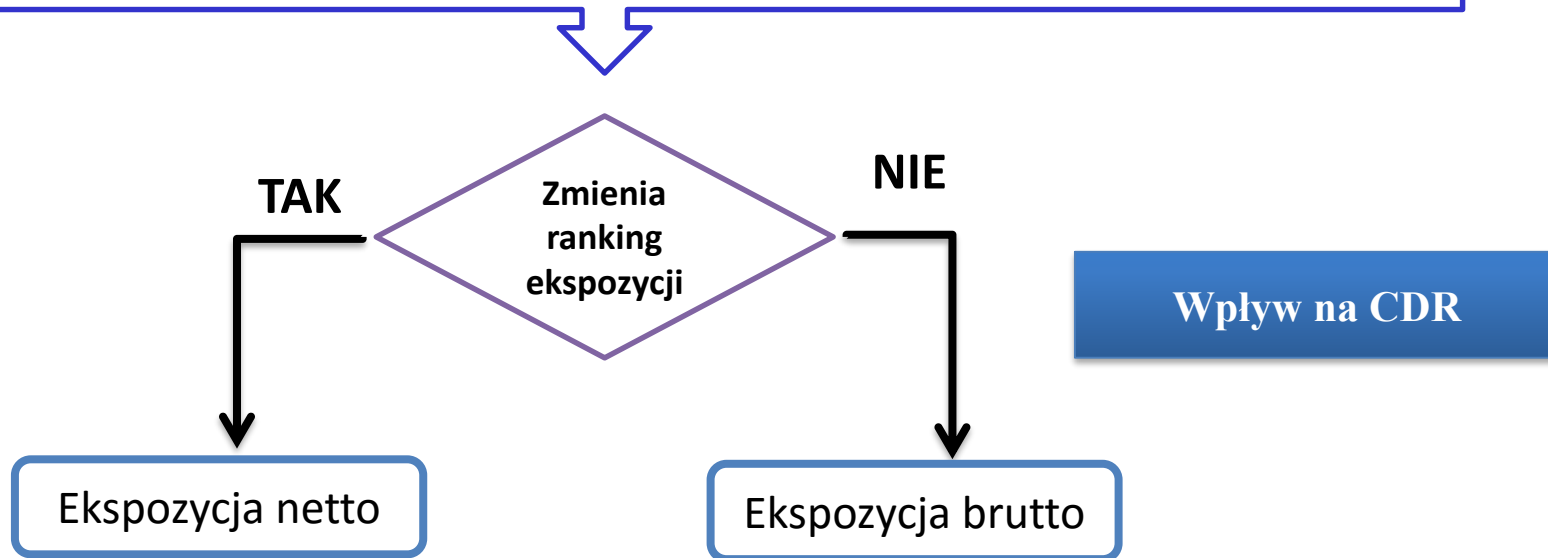 TAK
NIE
Zmienia
ranking
ekspozycji
Wpływ na CDR
Ekspozycja netto
Ekspozycja brutto